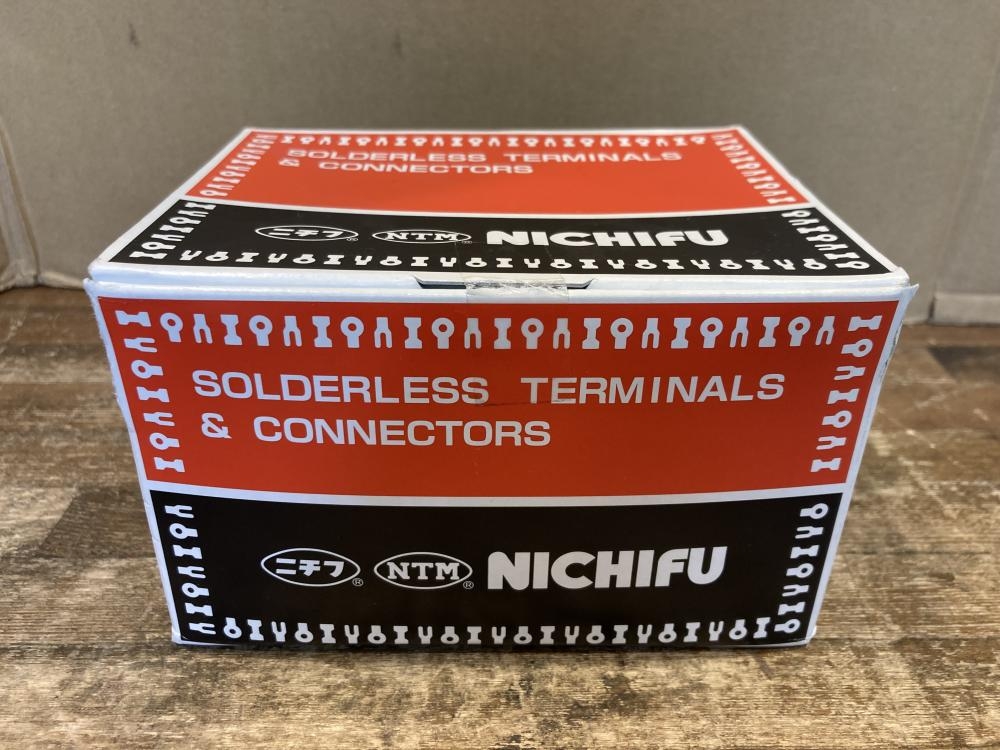 SOLDERLESS TERMINALS
& CONNECTORS
ニチフ® NTM® NICHIFU
SOLDERLESS TERMINALS
& CONNECTORS
ニチフ® NTM® NICHIFU